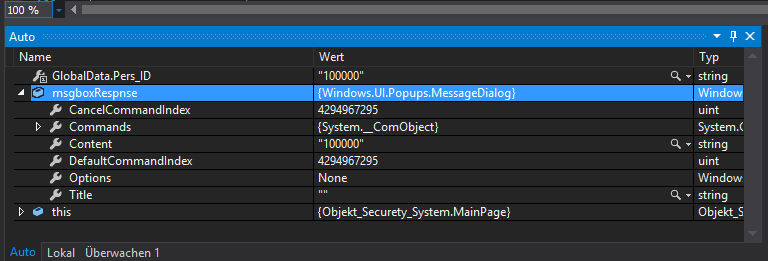 100 %
Auto
Name Wert Typ
GlobalData.Pers_ID "100000" string
msgboxRespnse {Windows.UI.Popups.MessageDialog} Window
CancelCommandIndex 4294967295 uint
Commands {System.__ComObject} System.C
Content "100000" string
DefaultCommandIndex 4294967295 uint
Options None Window
Title "" string
this {Objekt_Securety_System.MainPage} Objekt_S
Auto Lokal Überwachen 1